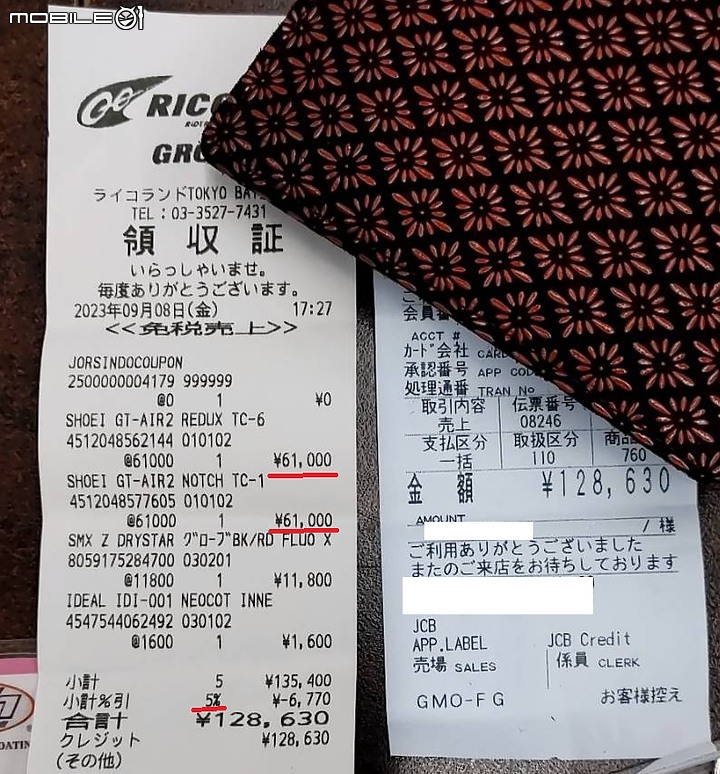 MOBILE01
RICO
GRO
ライコランドTOKYO BAY
TEL:03-3527-7431
領 収 証
いらっしゃいませ。
毎度ありがとうございます。
2023年09月08日(金) 17:27
<<免税売上>>
JORSINDOCOUPON
2500000004179 999999
@0 1 ¥0
SHOEI GT-AIR2 REDUX TC-6
4512048562144 010102
@61000 1 ¥61,000
SHOEI GT-AIR2 NOTCH TC-1
4512048577605 010102
@61000 1 ¥61,000
SMX Z DRYSTAR グローブBK/RD FLUO X
8059175284700 030201
@11800 1 ¥11,800
IDEAL IDI-001 NEOCOT INNE
4547544062492 030102
@1600 1 ¥1,600
小計 5 ¥135,400
小計%引 5% ¥-6,770
合計 ¥128,630
クレジット ¥128,630
(その他)
会員番
ACCT #
カード会社 CARD
承認番号 APP CODE
処理通番 TRAN No
取引内容 伝票番号
売上 08246
支払区分 取扱区分 商品
一括 110 760
金 額 ¥128,630
AMOUNT
/ 様
ご利用ありがとうございました
またのご来店をお待ちしております
JCB
APP.LABEL JCB Credit
売場 SALES 係員 CLERK
GMO-FG お客様控え
OATIN